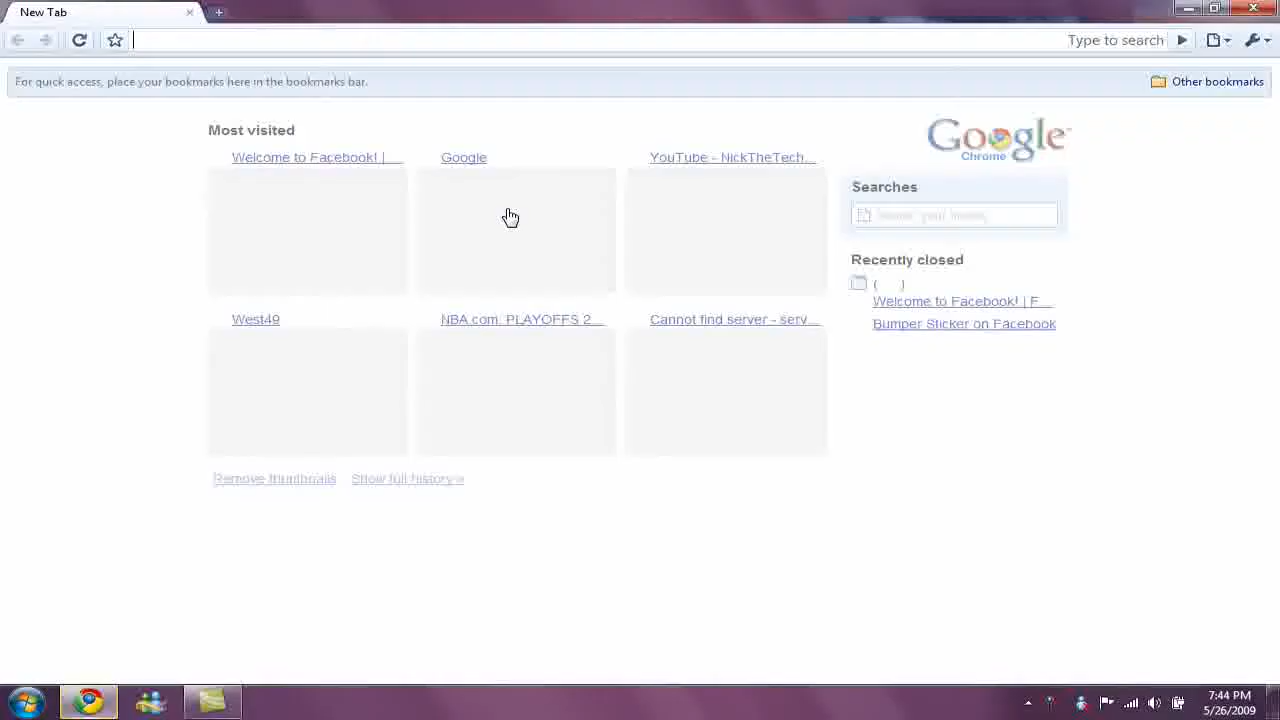 New Tab
Type to search
For quick access, place your bookmarks here in the bookmarks bar.
Other bookmarks
Most visited
Google
Chrome
Welcome to Facebook! | ...
Google
YouTube - NickTheTech...
Searches
Recently closed
Welcome to Facebook! | F...
Bumper Sticker on Facebook
West49
NBA.com: PLAYOFFS 2...
Cannot find server - serv...
Remove thumbnails
Show full history »
7:44 PM
5/26/2009